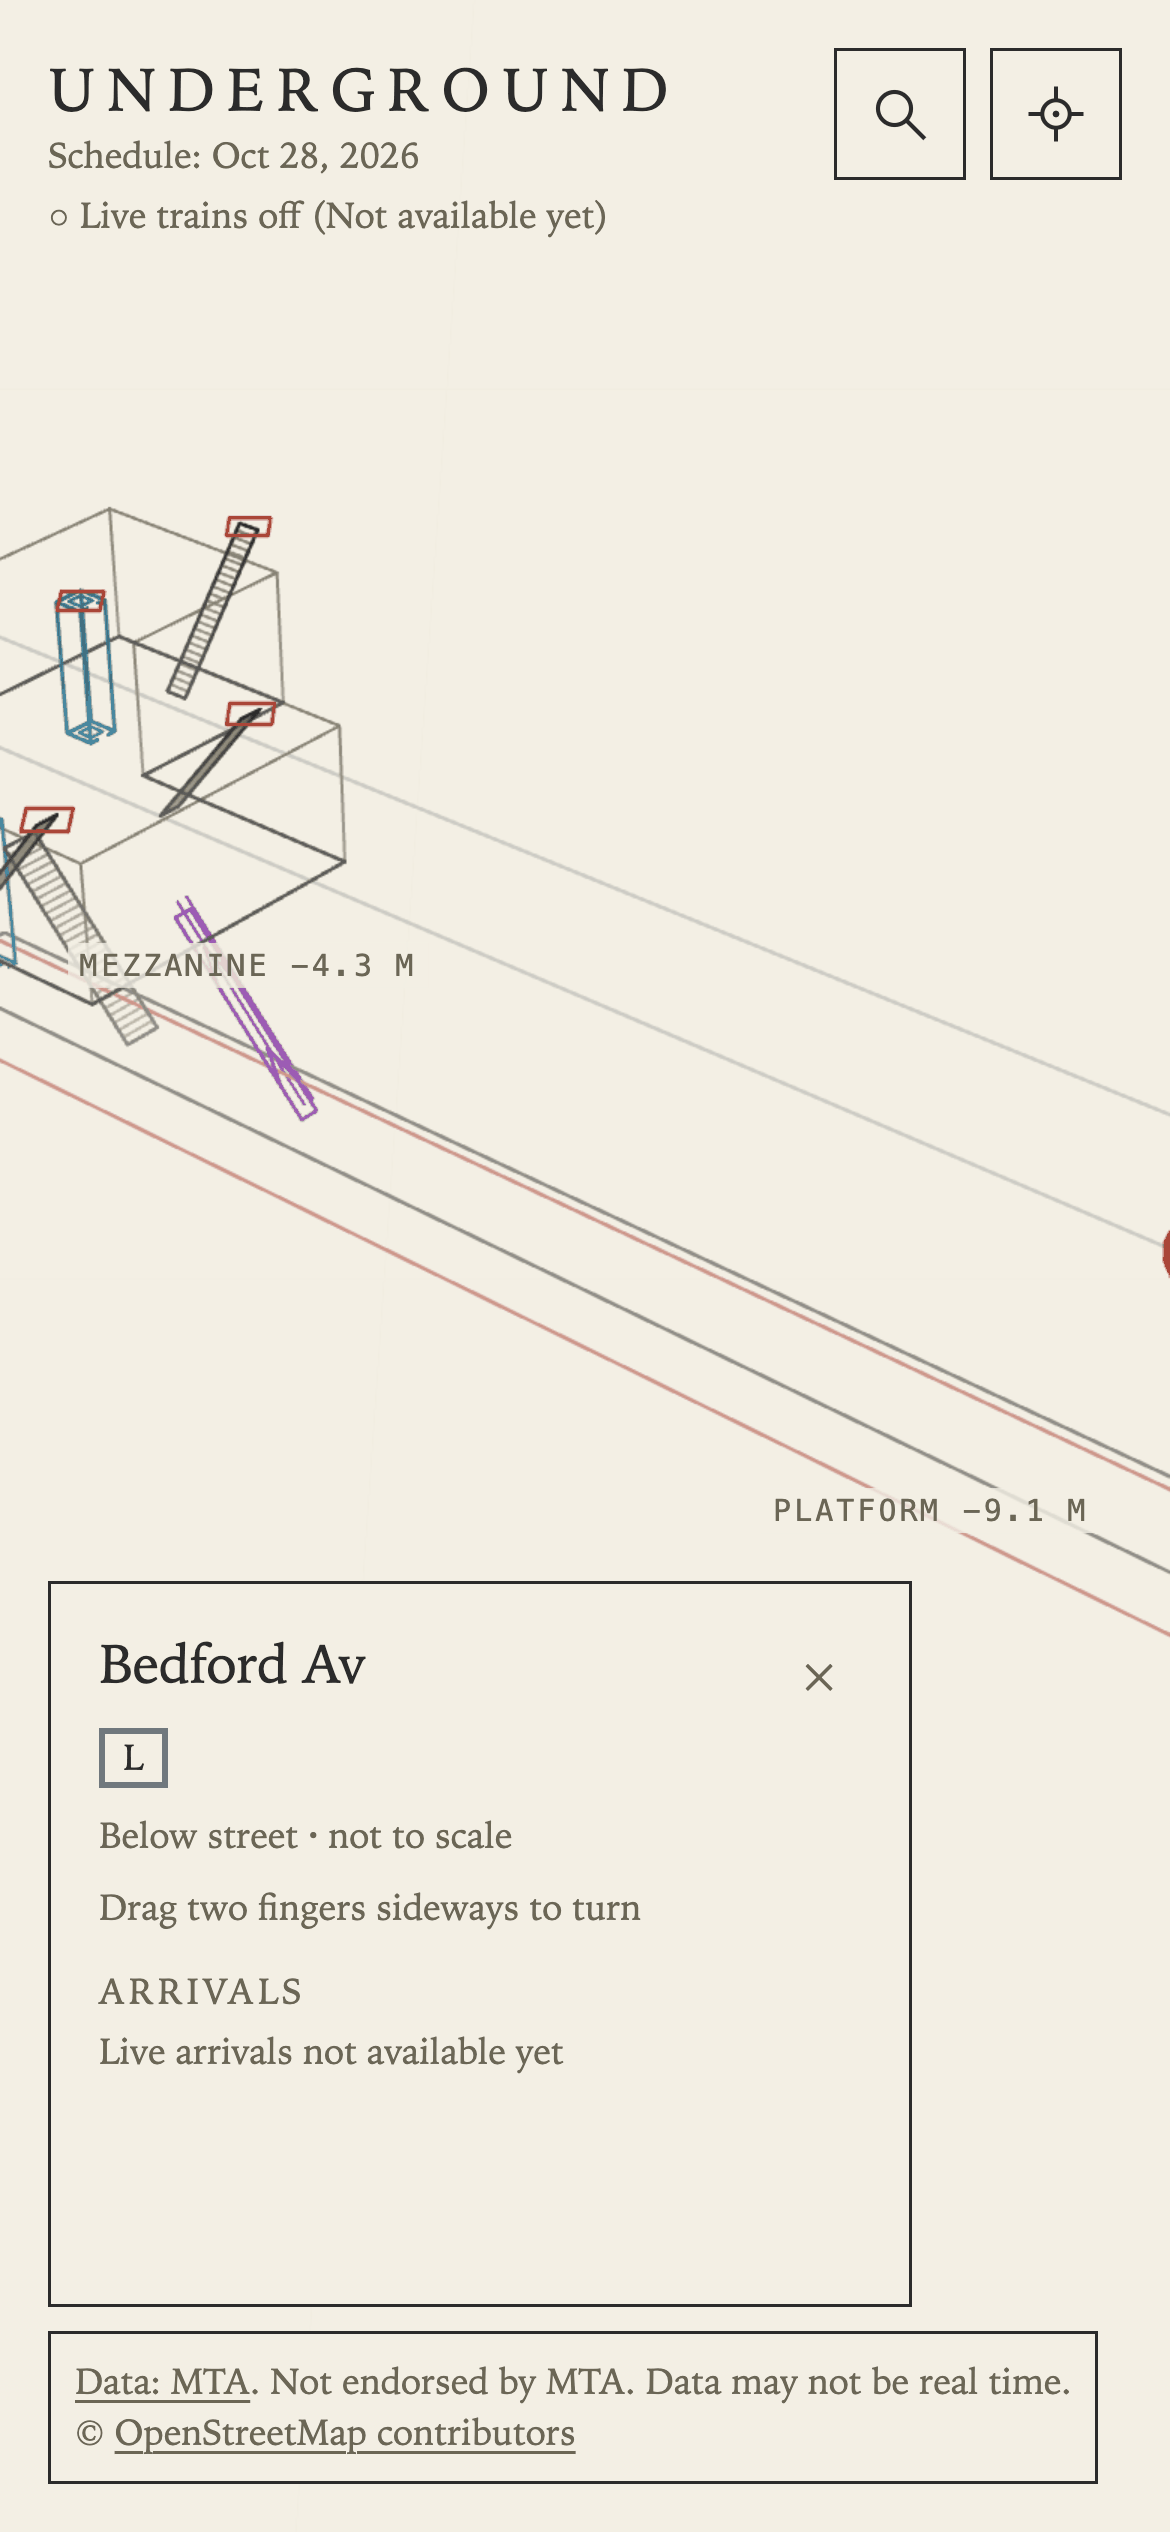 UNDERGROUND
Schedule: Oct 28, 2026
○ Live trains off (Not available yet)
MEZZANINE −4.3 M
PLATFORM −9.1 M
Bedford Av
L
Below street · not to scale
Drag two fingers sideways to turn
ARRIVALS
Live arrivals not available yet
Data: MTA. Not endorsed by MTA. Data may not be real time.
© OpenStreetMap contributors